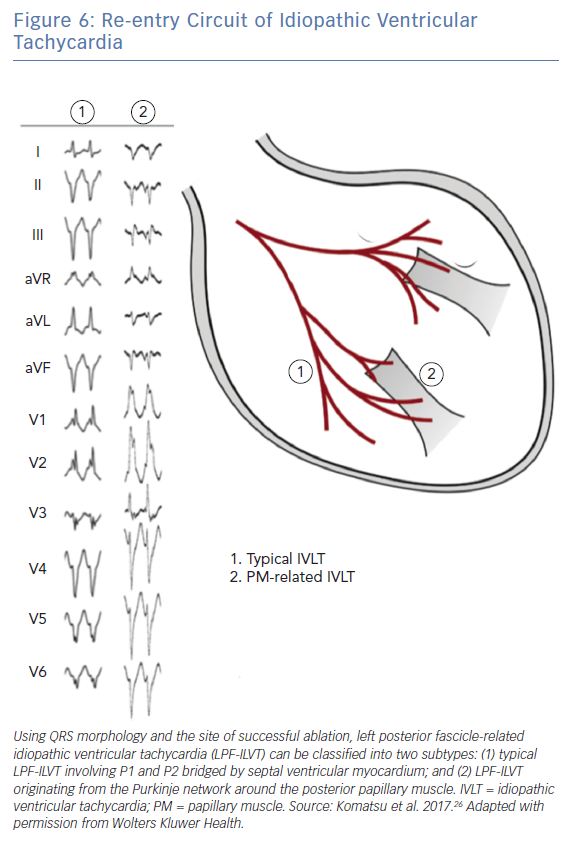 Figure 6: Re-entry Circuit of Idiopathic Ventricular
Tachycardia
1 2
I
II
III
aVR
aVL
aVF
V1
V2
V3
V4
V5
V6
1
2
1. Typical IVLT
2. PM-related IVLT
Using QRS morphology and the site of successful ablation, left posterior fascicle-related
idiopathic ventricular tachycardia (LPF-ILVT) can be classified into two subtypes: (1) typical
LPF-ILVT involving P1 and P2 bridged by septal ventricular myocardium; and (2) LPF-ILVT
originating from the Purkinje network around the posterior papillary muscle. IVLT = idiopathic
ventricular tachycardia; PM = papillary muscle. Source: Komatsu et al. 2017.²⁶ Adapted with
permission from Wolters Kluwer Health.